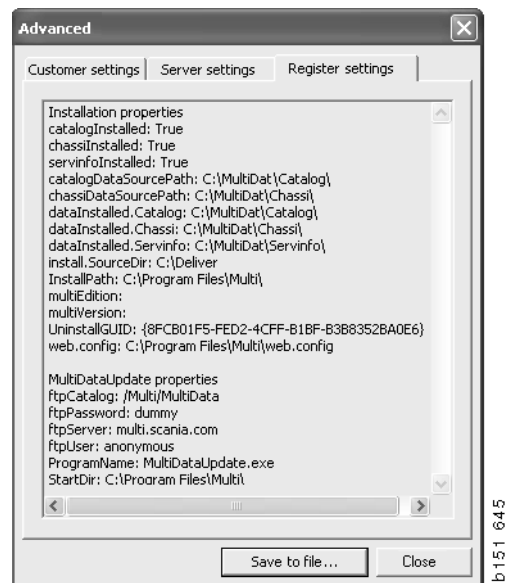 Advanced
Customer settings
Server settings
Register settings
Installation properties
catalogInstalled: True
chassiInstalled: True
servinfoInstalled: True
catalogDataSourcePath: C:\MultiDat\Catalog\
chassiDataSourcePath: C:\MultiDat\Chassi\
dataInstalled.Catalog: C:\MultiDat\Catalog\
dataInstalled.Chassi: C:\MultiDat\Chassi\
dataInstalled.Servinfo: C:\MultiDat\Servinfo\
install.SourceDir: C:\Deliver
InstallPath: C:\Program Files\Multi\
multiEdition:
multiVersion:
UninstallGUID: {8FCB01F5-FED2-4CFF-B1BF-B3B8352BA0E6}
web.config: C:\Program Files\Multi\web.config
MultiDataUpdate properties
ftpCatalog: /Multi/MultiData
ftpPassword: dummy
ftpServer: multi.scania.com
ftpUser: anonymous
ProgramName: MultiDataUpdate.exe
StartDir: C:\Program Files\Multi\
Save to file...
Close
b151 645